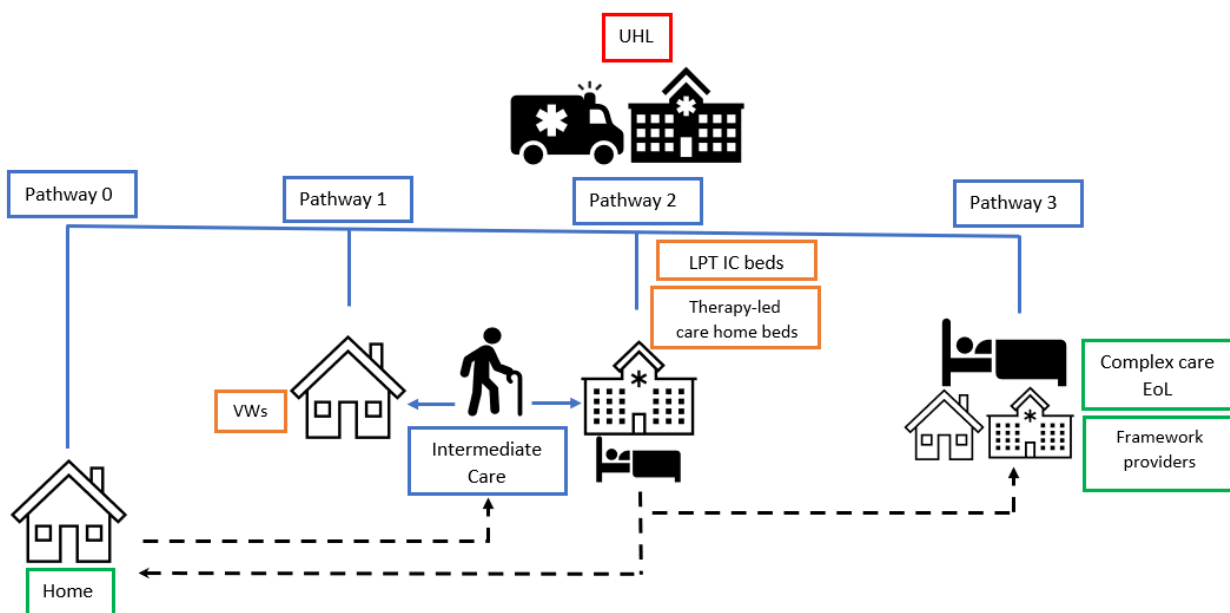 UHL
Pathway 0
Pathway 1
Pathway 2
Pathway 3
LPT IC beds
Therapy-led
care home beds
VWs
Intermediate
Care
Complex care
EoL
Framework
providers
Home